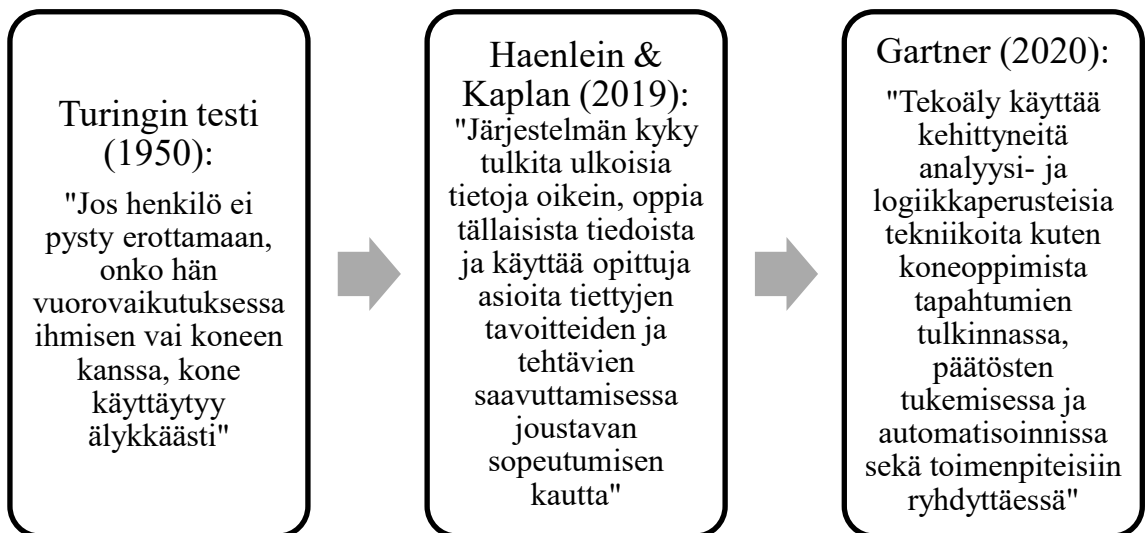 Turingin testi
(1950):
"Jos henkilö ei
pysty erottamaan,
onko hän
vuorovaikutuksessa
ihmisen vai koneen
kanssa, kone
käyttäytyy
älykkäästi"
Haenlein &
Kaplan (2019):
"Järjestelmän kyky
tulkita ulkoisia
tietoja oikein, oppia
tällaisista tiedoista
ja käyttää opittuja
asioita tiettyjen
tavoitteiden ja
tehtävien
saavuttamisessa
joustavan
sopeutumisen
kautta"
Gartner (2020):
"Tekoäly käyttää
kehittyneitä
analyysi- ja
logiikkaperusteisia
tekniikoita kuten
koneoppimista
tapahtumien
tulkinnassa,
päätösten
tukemisessa ja
automatisoinnissa
sekä toimenpiteisiin
ryhdyttäessä"